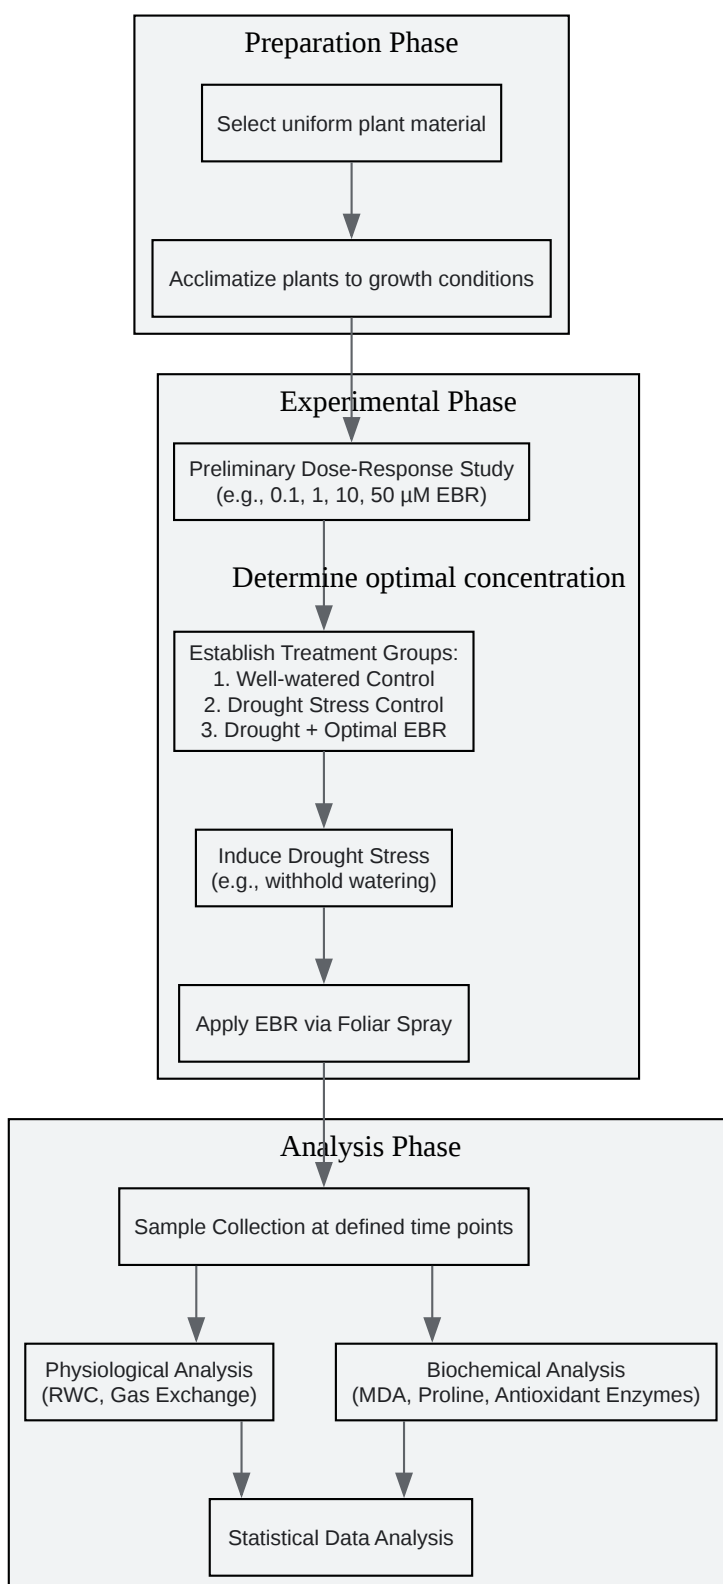 Preparation Phase
Select uniform plant material
Acclimatize plants to growth conditions
Experimental Phase
Preliminary Dose-Response Study
(e.g., 0.1, 1, 10, 50 µM EBR)
Determine optimal concentration
Establish Treatment Groups:
1. Well-watered Control
2. Drought Stress Control
3. Drought + Optimal EBR
Induce Drought Stress
(e.g., withhold watering)
Apply EBR via Foliar Spray
Analysis Phase
Sample Collection at defined time points
Physiological Analysis
(RWC, Gas Exchange)
Biochemical Analysis
(MDA, Proline, Antioxidant Enzymes)
Statistical Data Analysis